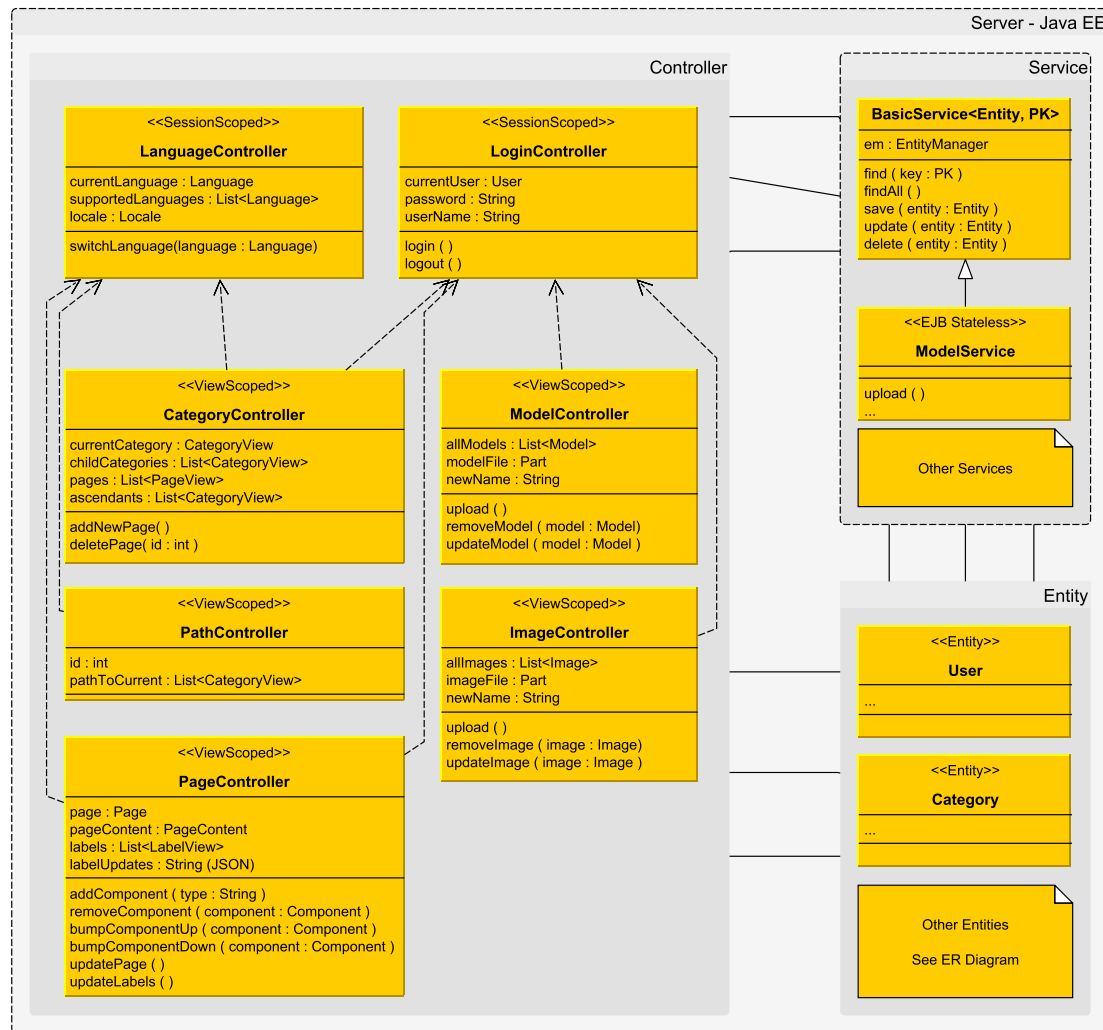 Server - Java EE
Controller
<<SessionScoped>>
LanguageController
currentLanguage : Language
supportedLanguages : List<Language>
locale : Locale
switchLanguage(language : Language)
<<SessionScoped>>
LoginController
currentUser : User
password : String
userName : String
login ( )
logout ( )
<<ViewScoped>>
CategoryController
currentCategory : CategoryView
childCategories : List<CategoryView>
pages : List<PageView>
ascendants : List<CategoryView>
addNewPage( )
deletePage( id : int )
<<ViewScoped>>
ModelController
allModels : List<Model>
modelFile : Part
newName : String
upload ( )
removeModel ( model : Model)
updateModel ( model : Model )
<<ViewScoped>>
PathController
id : int
pathToCurrent : List<CategoryView>
<<ViewScoped>>
ImageController
allImages : List<Image>
imageFile : Part
newName : String
upload ( )
removeImage ( image : Image)
updateImage ( image : Image )
<<ViewScoped>>
PageController
page : Page
pageContent : PageContent
labels : List<LabelView>
labelUpdates : String (JSON)
addComponent ( type : String )
removeComponent ( component : Component )
bumpComponentUp ( component : Component )
bumpComponentDown ( component : Component )
updatePage ( )
updateLabels ( )
Service
BasicService<Entity, PK>
em : EntityManager
find ( key : PK )
findAll ( )
save ( entity : Entity )
update ( entity : Entity )
delete ( entity : Entity )
<<EJB Stateless>>
ModelService
upload ( )
...
Other Services
Entity
<<Entity>>
User
...
<<Entity>>
Category
...
Other Entities
See ER Diagram